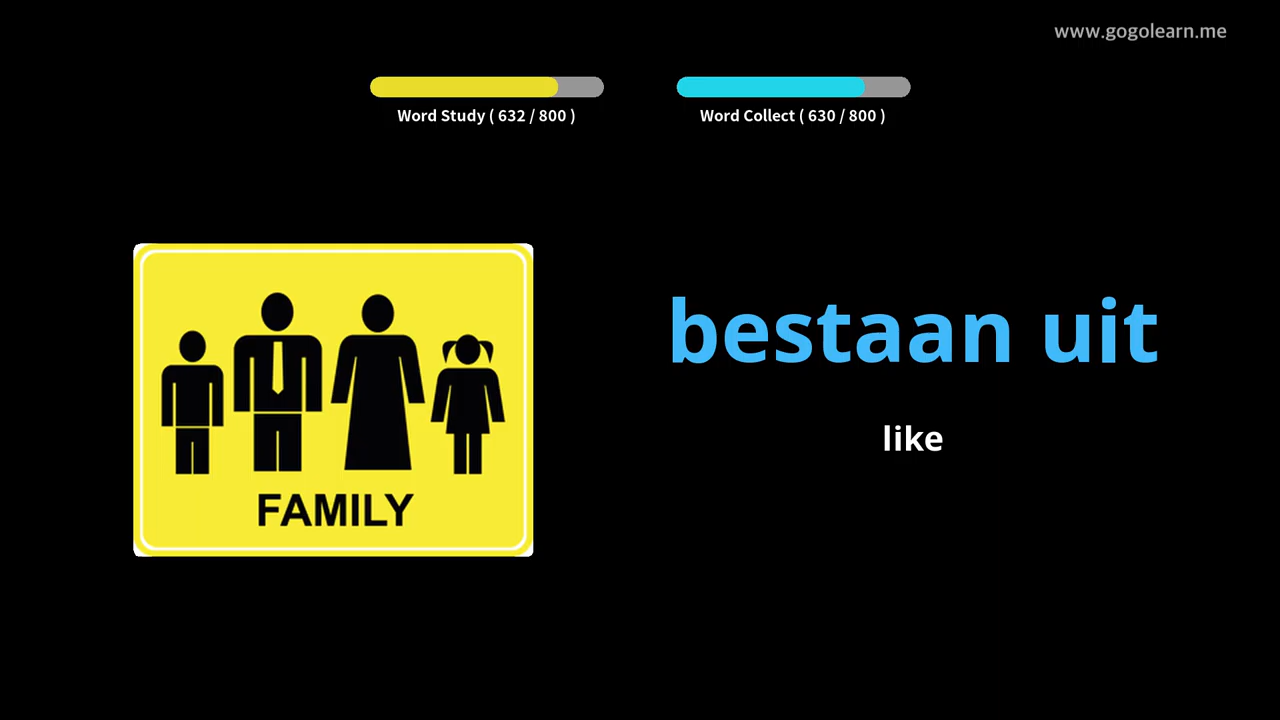 www.gogolearn.me
Word Study ( 632 / 800 )
Word Collect ( 630 / 800 )
bestaan uit
like
FAMILY